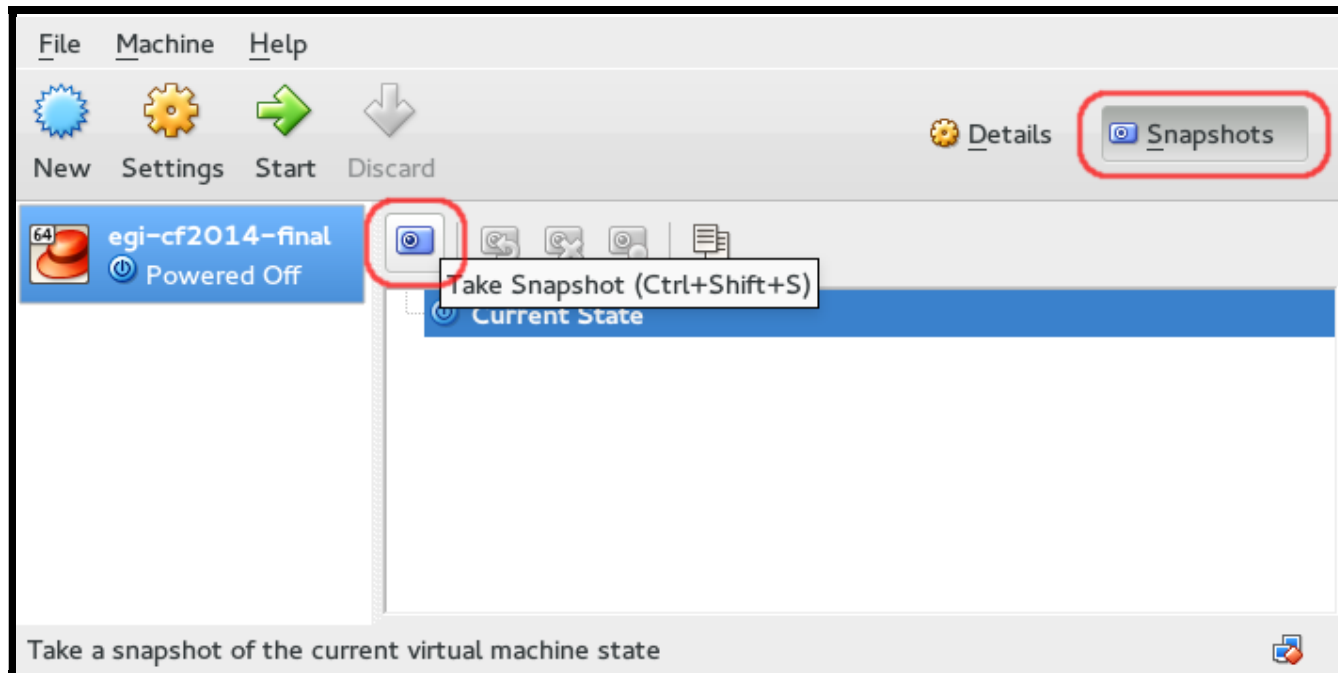 File Machine Help
New Settings Start Discard
Details Snapshots
64 egi-cf2014-final
Powered Off
Take Snapshot (Ctrl+Shift+S)
Current State
Take a snapshot of the current virtual machine state